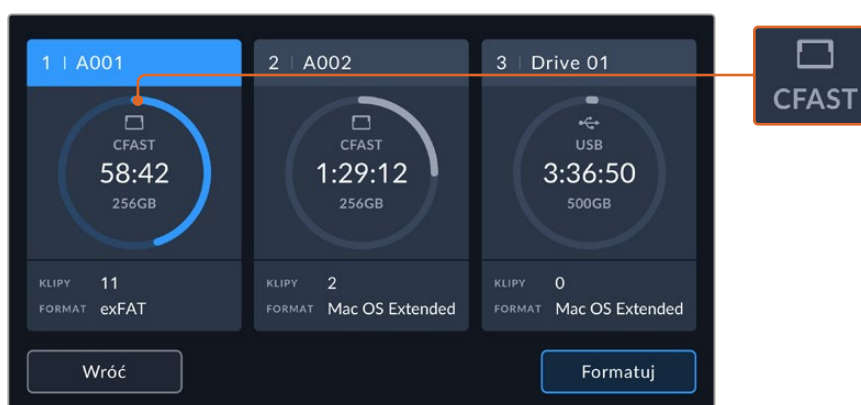 1 | A001
CFAST
58:42
256GB
KLIPY 11
FORMAT exFAT
2 | A002
CFAST
1:29:12
256GB
KLIPY 2
FORMAT Mac OS Extended
3 | Drive 01
USB
3:36:50
500GB
KLIPY 0
FORMAT Mac OS Extended
CFAST
Wróć
Formatuj